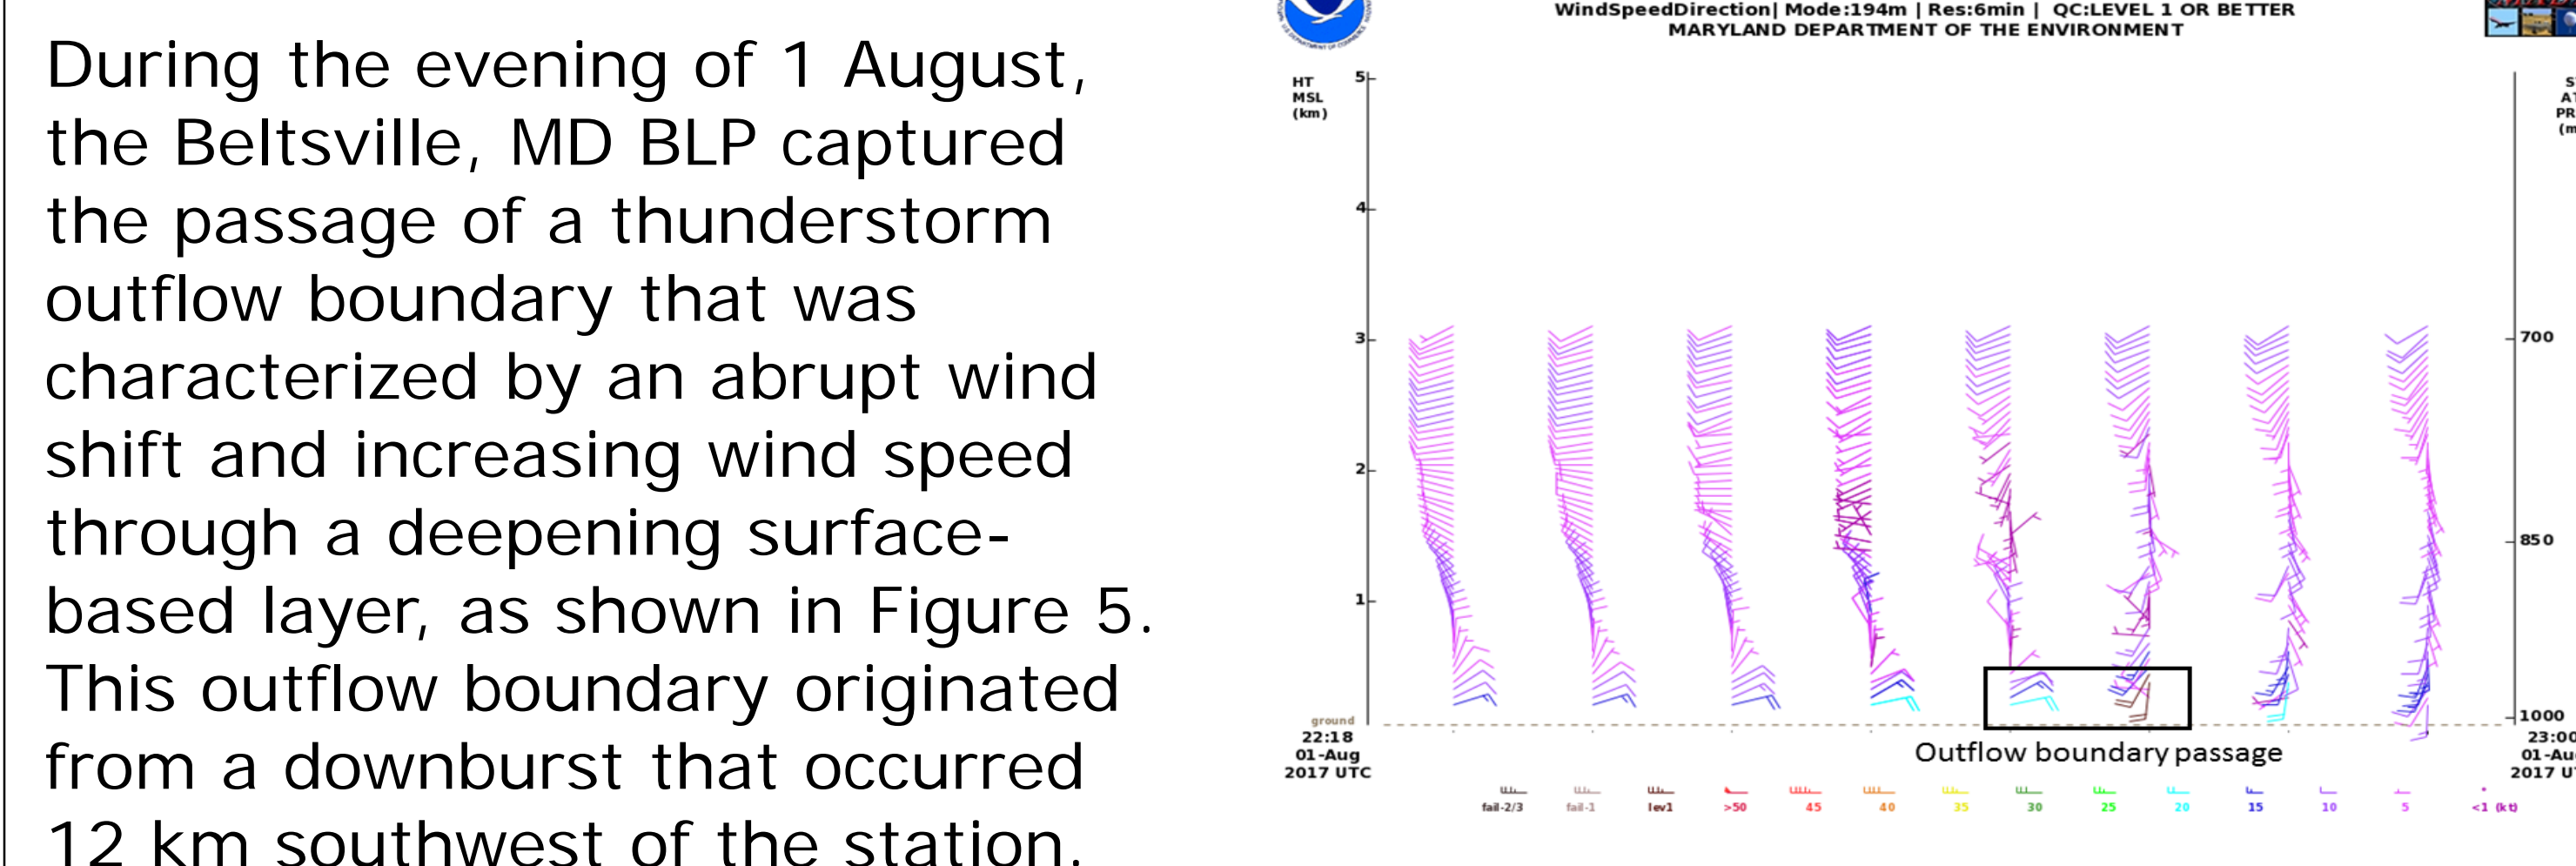 During the evening of 1 August,
the Beltsville, MD BLP captured
the passage of a thunderstorm
outflow boundary that was
characterized by an abrupt wind
shift and increasing wind speed
through a deepening surface-
based layer, as shown in Figure 5.
This outflow boundary originated
from a downburst that occurred
12 km southwest of the station.
WindSpeedDirection| Mode:194m | Res:6min | QC:LEVEL 1 OR BETTER
MARYLAND DEPARTMENT OF THE ENVIRONMENT
HT
MSL
(km)
5
4
3
2
1
ground
700
850
1000
22:18
01-Aug
2017 UTC
23:00
2017
Outflow boundary passage
fail-2/3 fail-1 lev1 >50 45 40 35 30 25 20 15 10 5 <1 (kt)